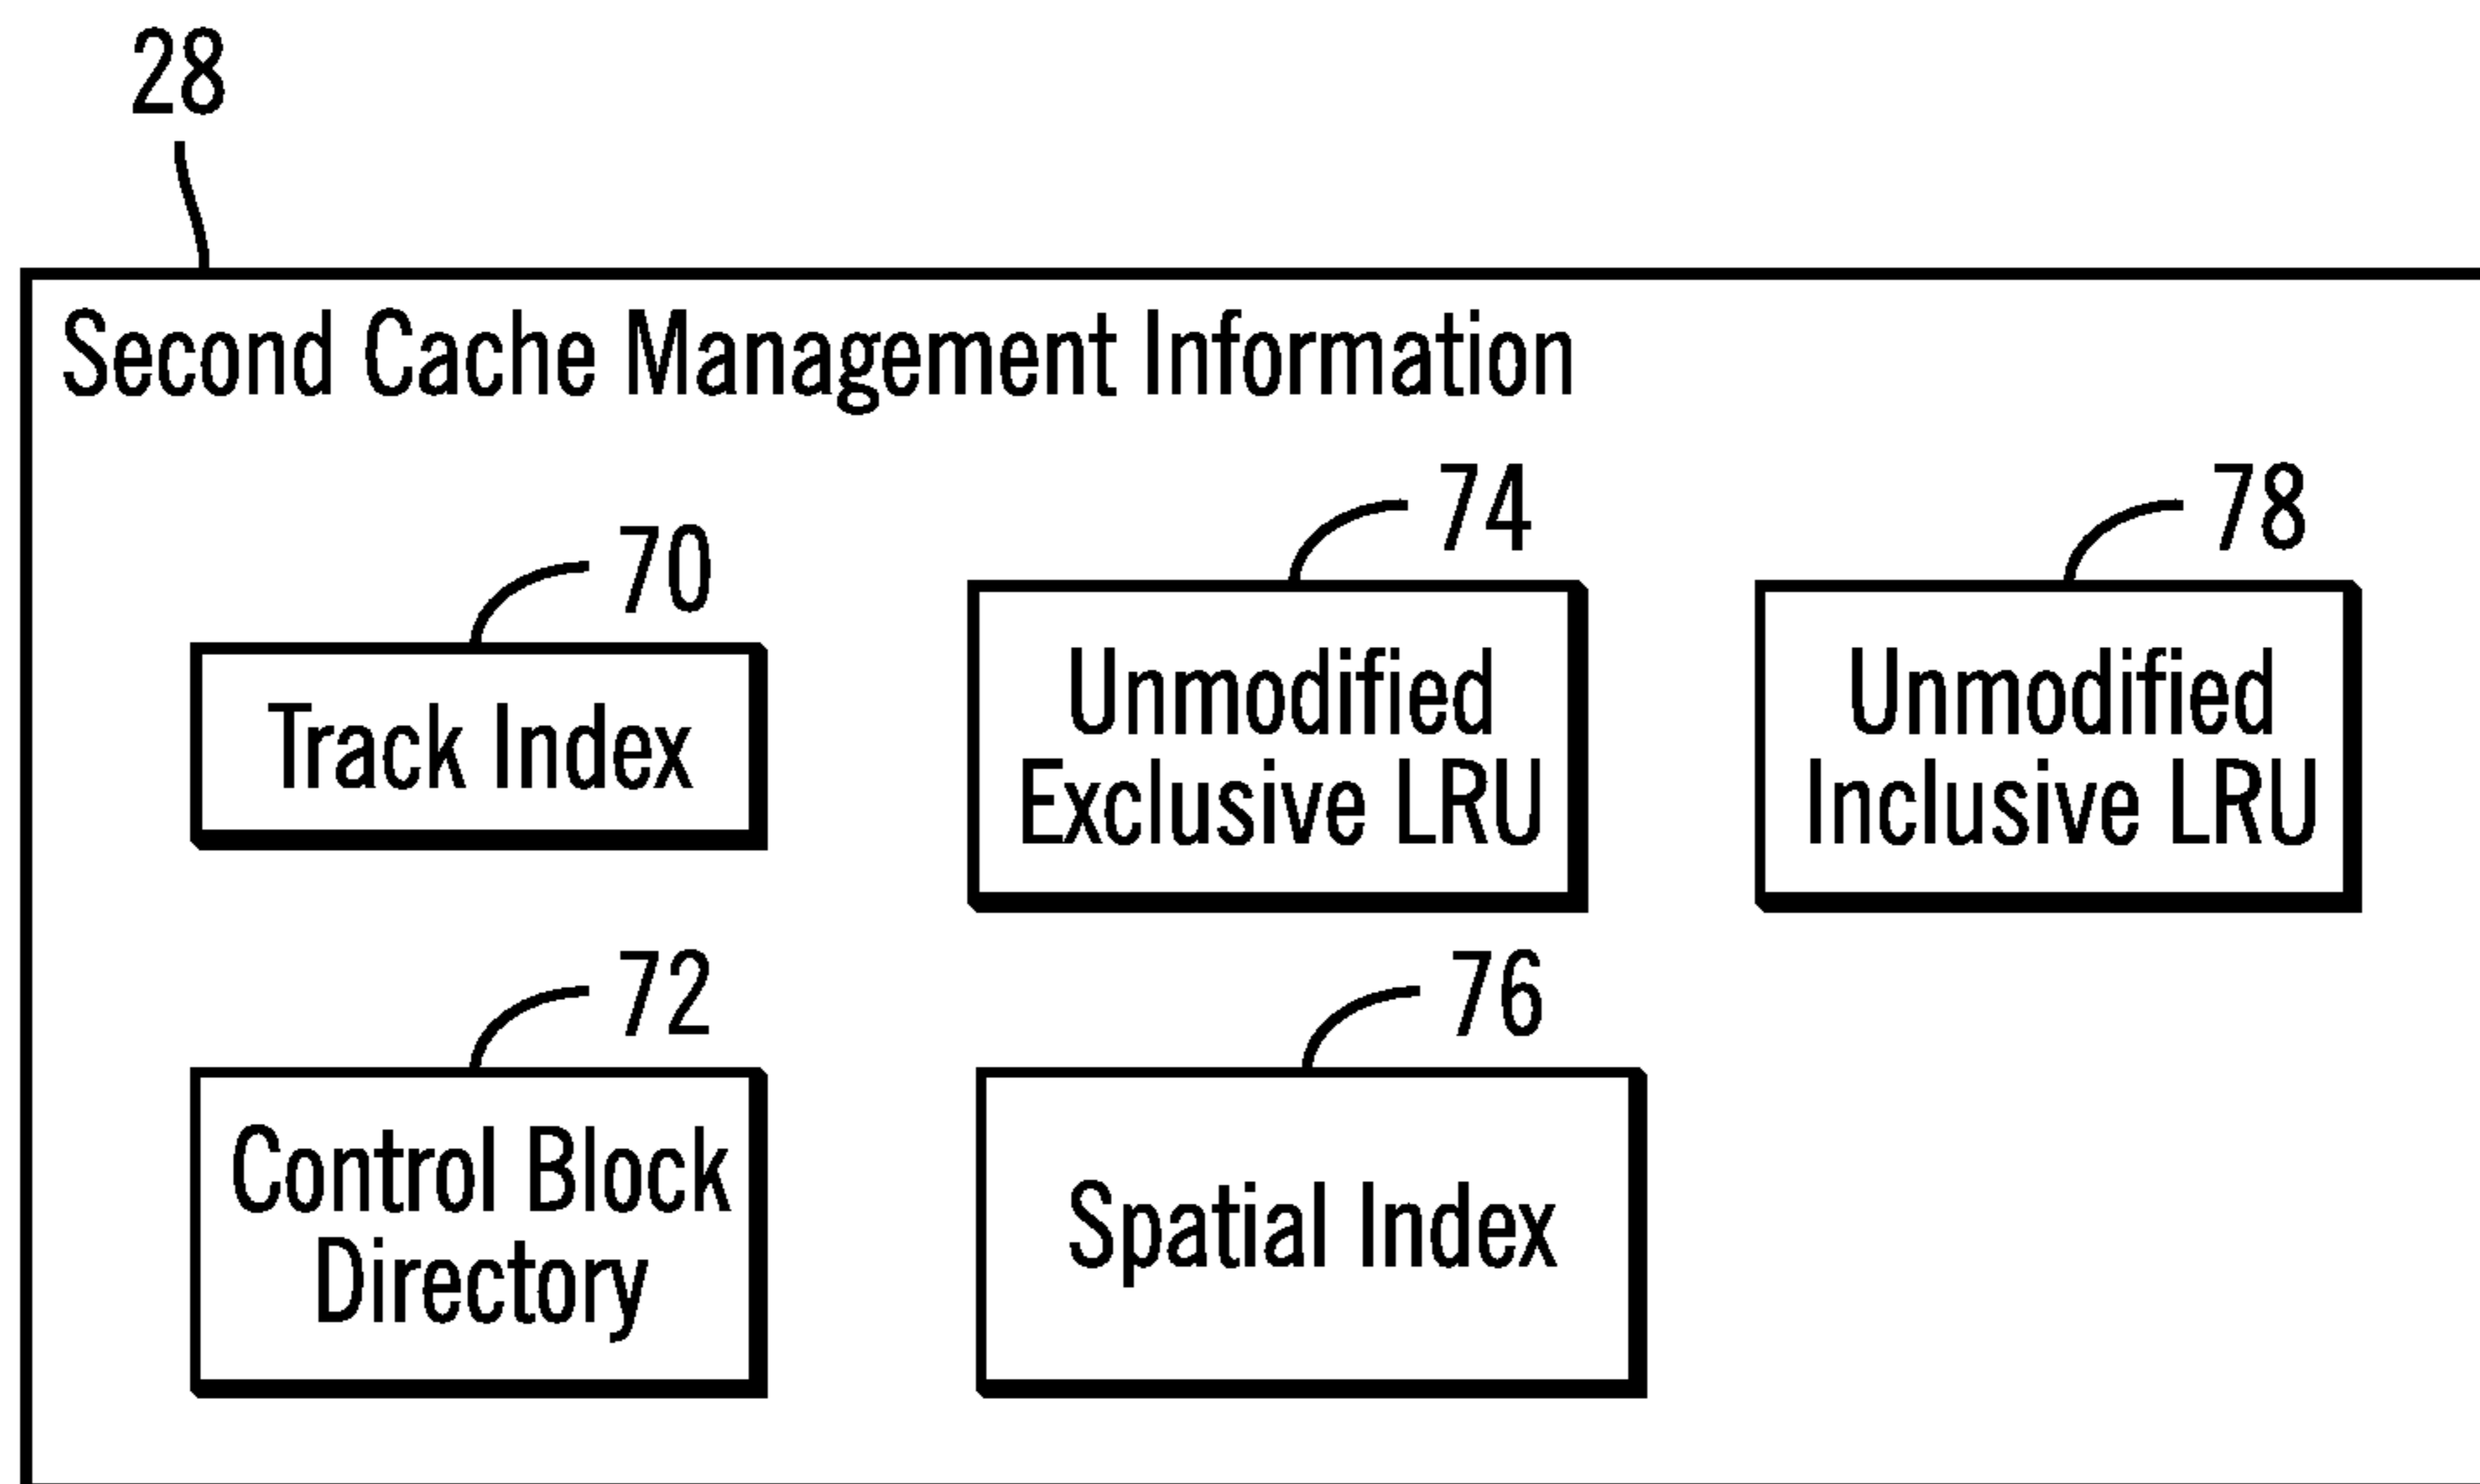 28
Second Cache Management Information
70
Track Index
74
Unmodified
Exclusive LRU
78
Unmodified
Inclusive LRU
72
Control Block
Directory
76
Spatial Index